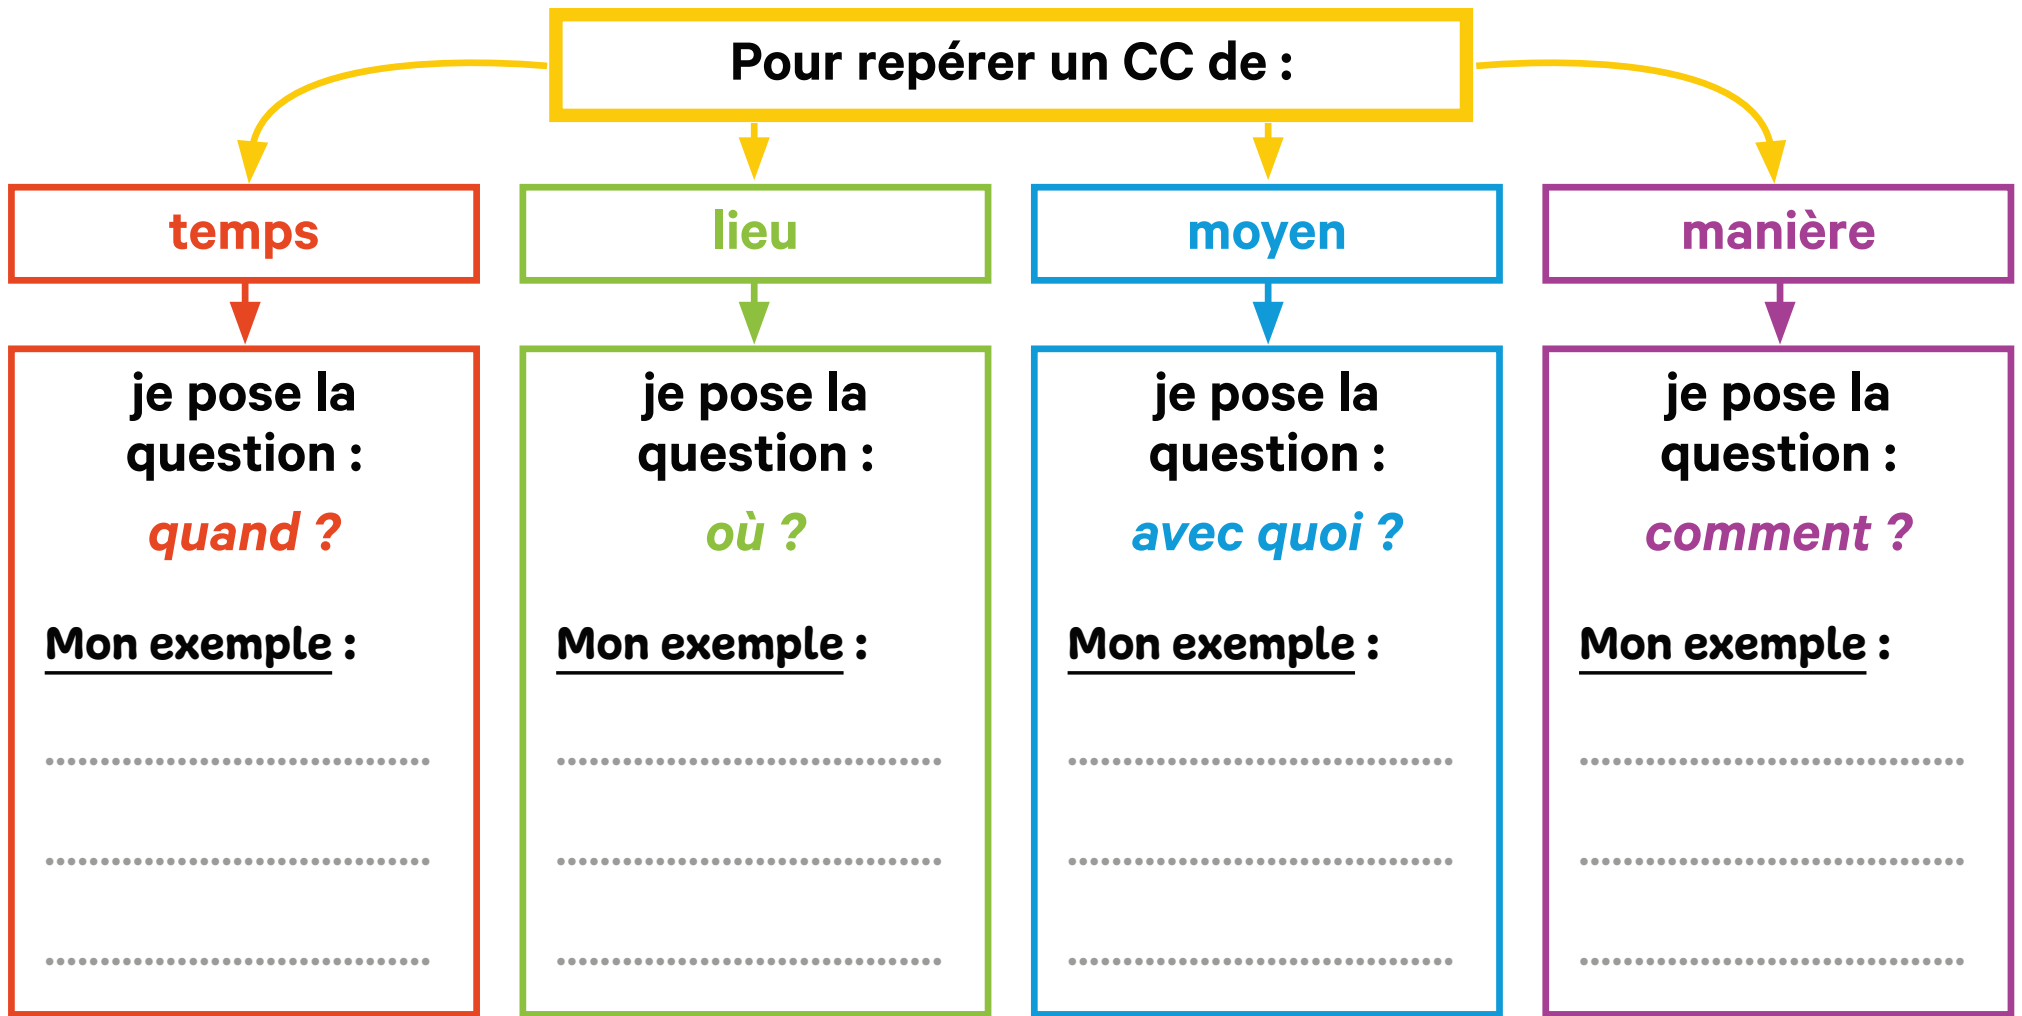 Pour repérer un CC de :
temps
je pose la
question :
quand ?
Mon exemple :
lieu
je pose la
question :
où ?
Mon exemple :
moyen
je pose la
question :
avec quoi ?
Mon exemple :
manière
je pose la
question :
comment ?
Mon exemple :